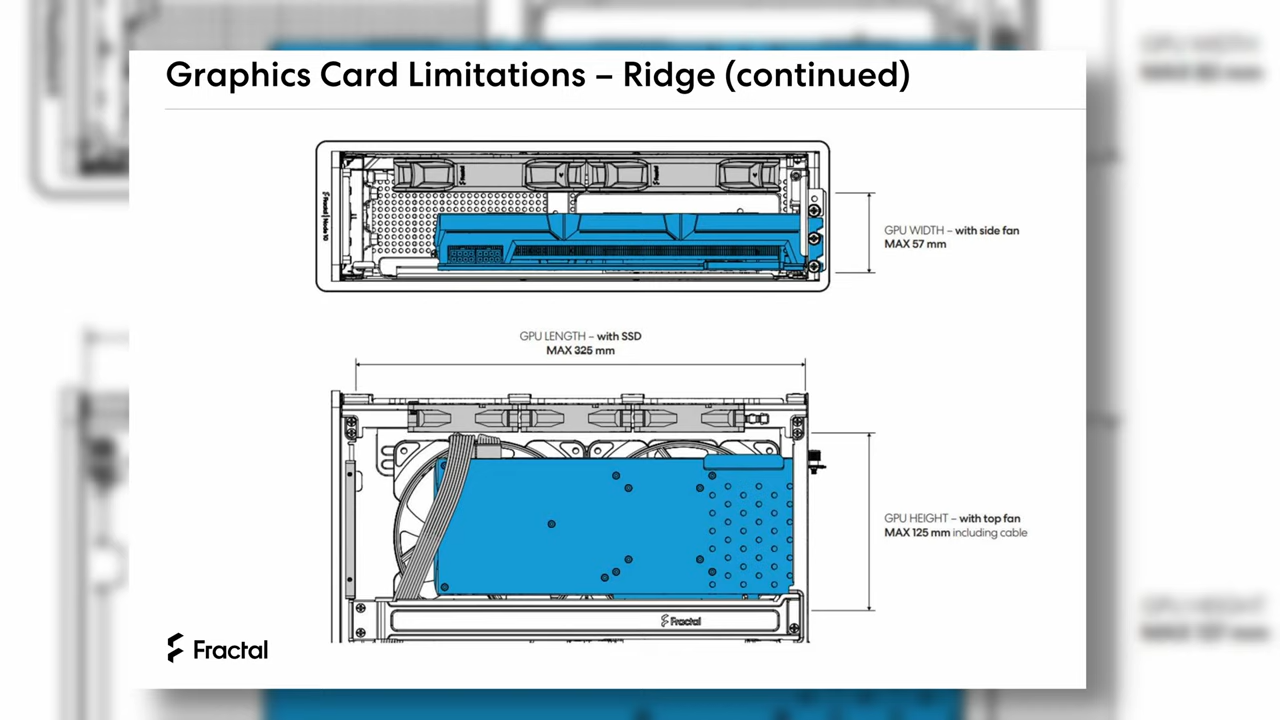 Graphics Card Limitations – Ridge (continued)
GPU WIDTH – with side fan
MAX 57 mm
GPU LENGTH – with SSD
MAX 325 mm
GPU HEIGHT – with top fan
MAX 125 mm including cable
Fractal
Fractal